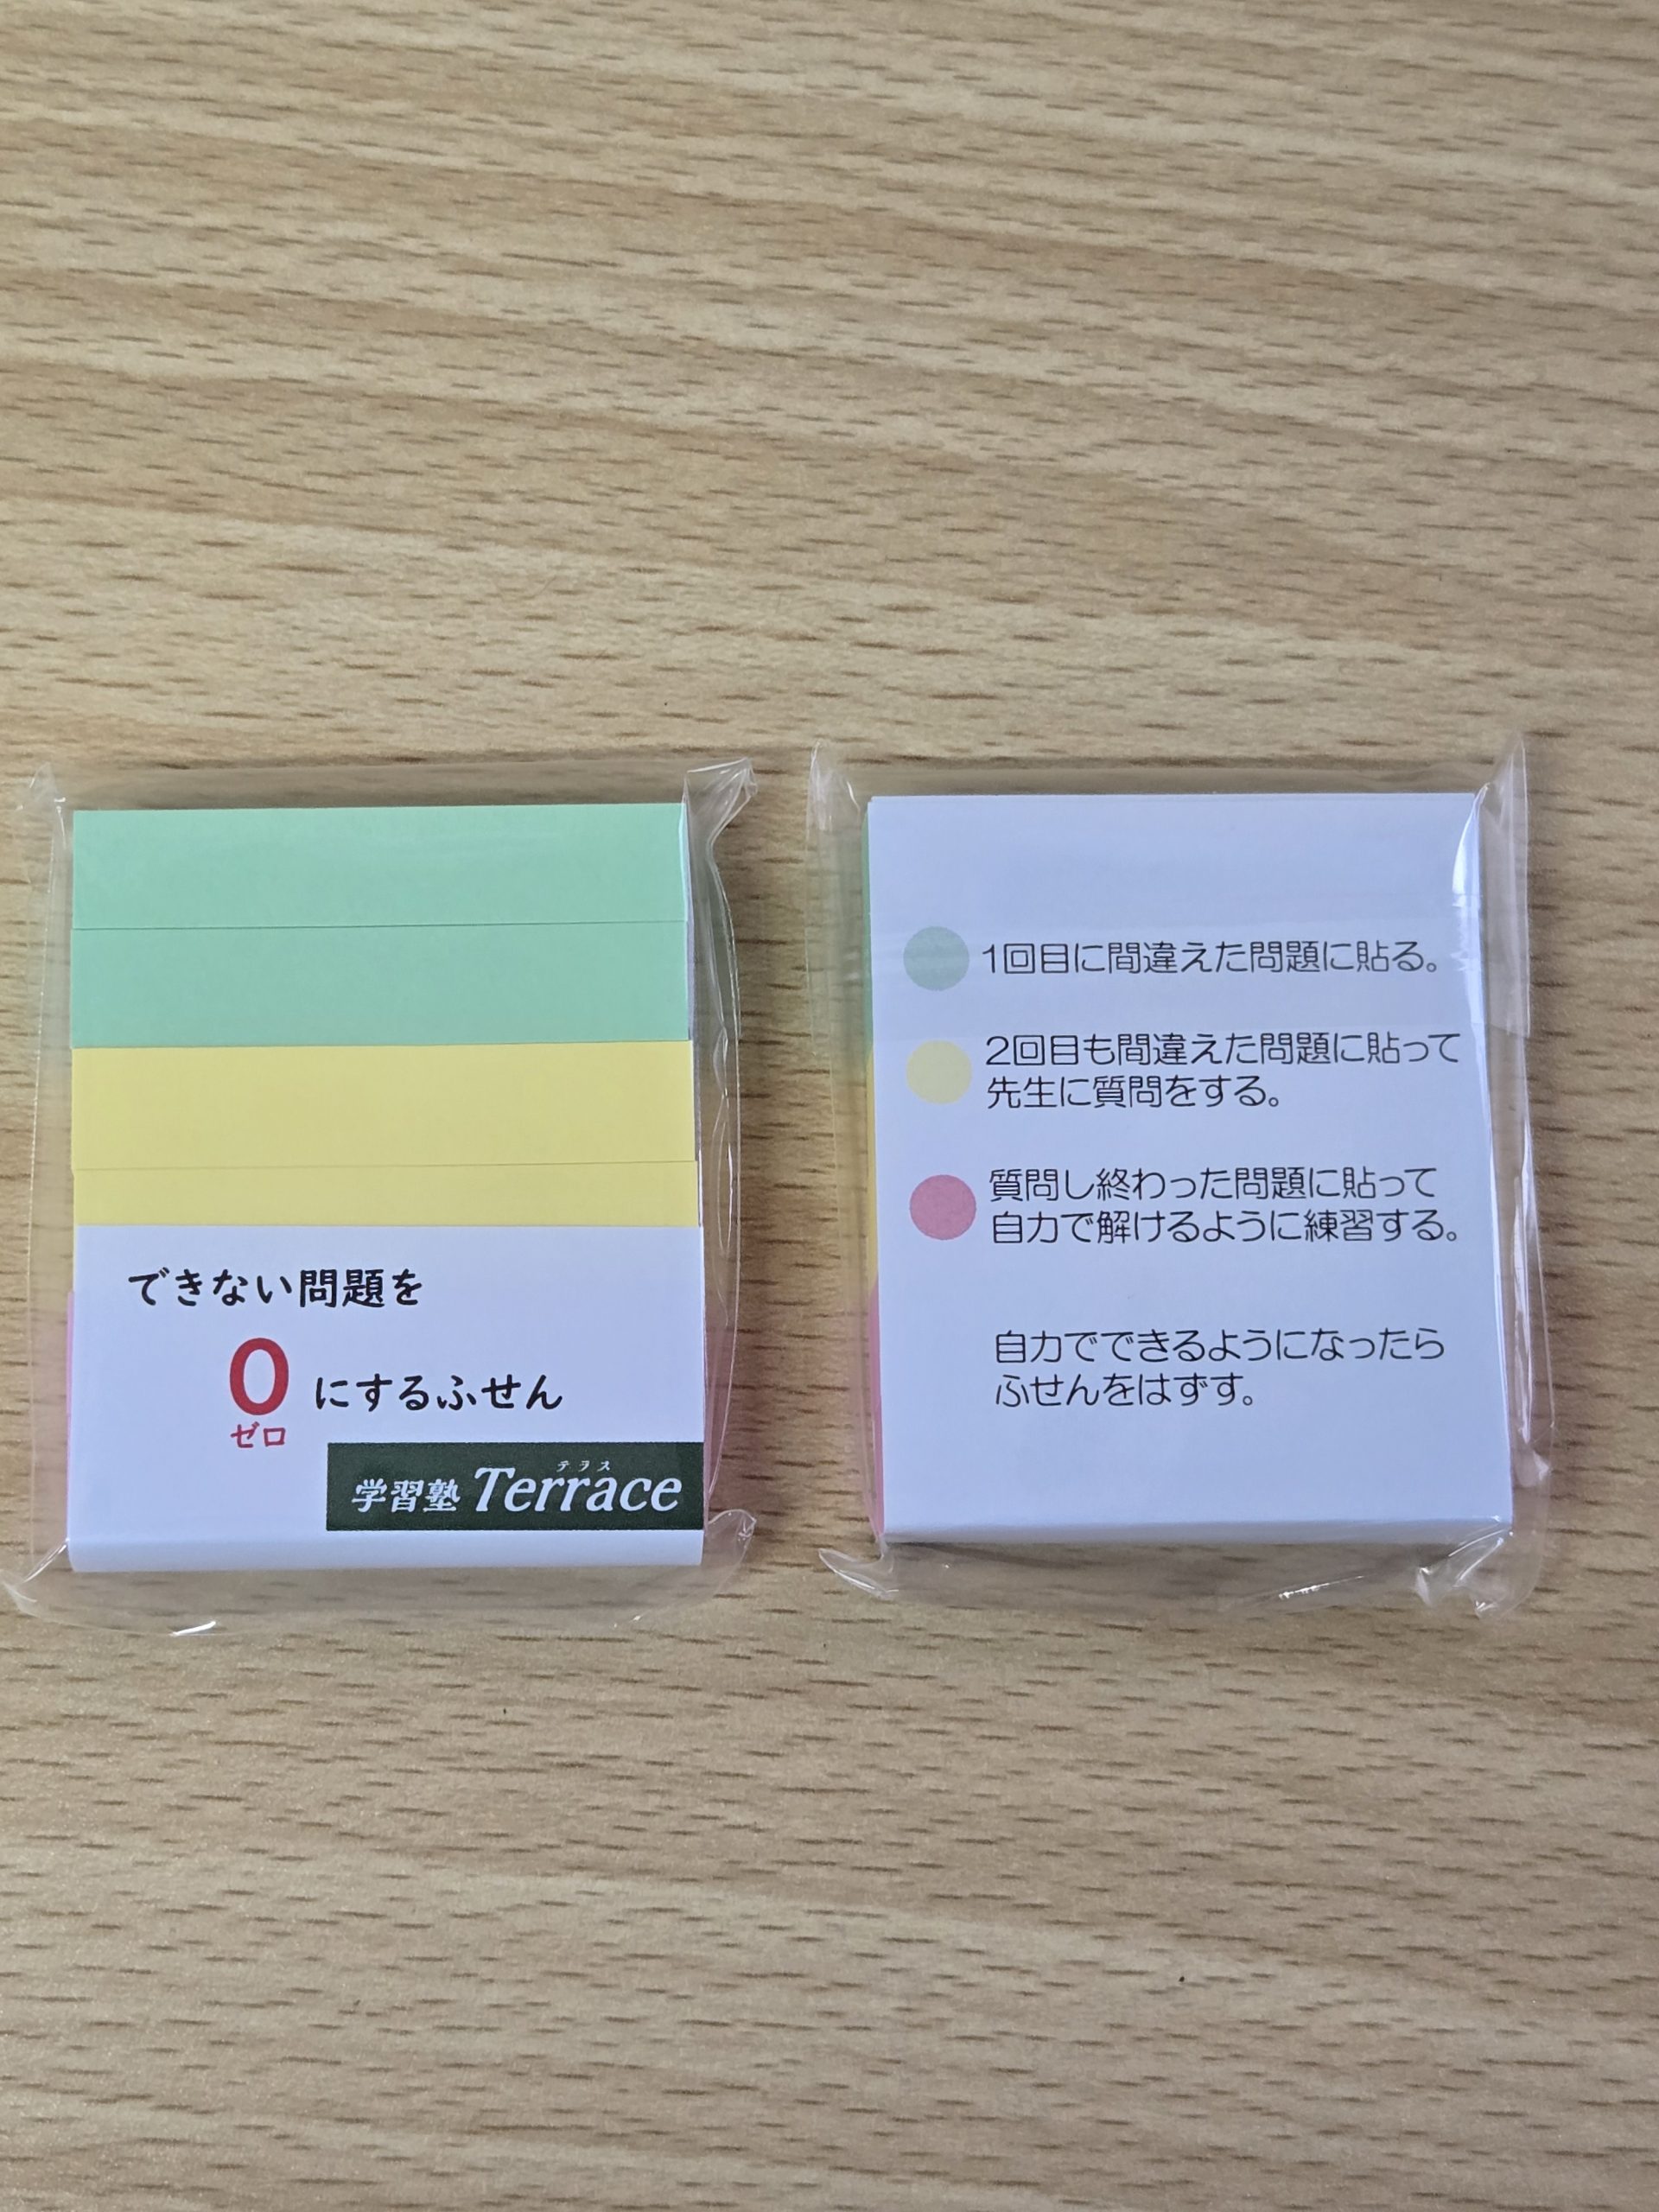 できない問題を
0にするふせん
ゼロ
テラス
学習塾 Terrace
1回目に間違えた問題に貼る。
2回目も間違えた問題に貼って
先生に質問をする。
質問し終わった問題に貼って
自力で解けるように練習する。
自力でできるようになったら
ふせんをはずす。